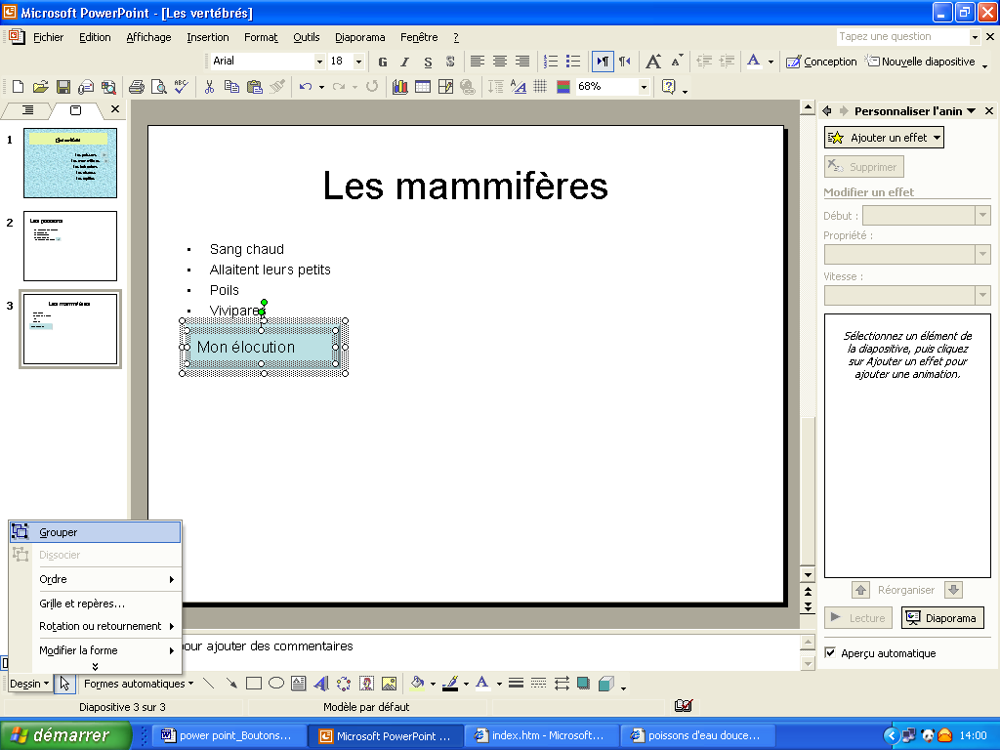 Microsoft PowerPoint - [Les vertébrés]
Fichier Edition Affichage Insertion Format Outils Diaporama Fenêtre ? Tapez une question
Arial 18 G I S S A A A Conception Nouvelle diapositive
68%
Personnaliser l'anin
1
2
3
Les mammifères
Sang chaud
Allaitent leurs petits
Poils
Vivipares
Mon élocution
Ajouter un effet
Supprimer
Modifier un effet
Début :
Propriété :
Vitesse :
Sélectionnez un élément de
la diapositive, puis cliquez
sur Ajouter un effet pour
ajouter une animation.
Réorganiser
Lecture Diaporama
Aperçu automatique
Grouper
Dissocier
Ordre
Grille et repères...
Rotation ou retournement
Modifier la forme
pour ajouter des commentaires
Dessin Formes automatiques
Diapositive 3 sur 3 Modèle par défaut
démarrer power point_Boutons... Microsoft PowerPoint ... index.htm - Microsoft... poissons d'eau douce... 14:00